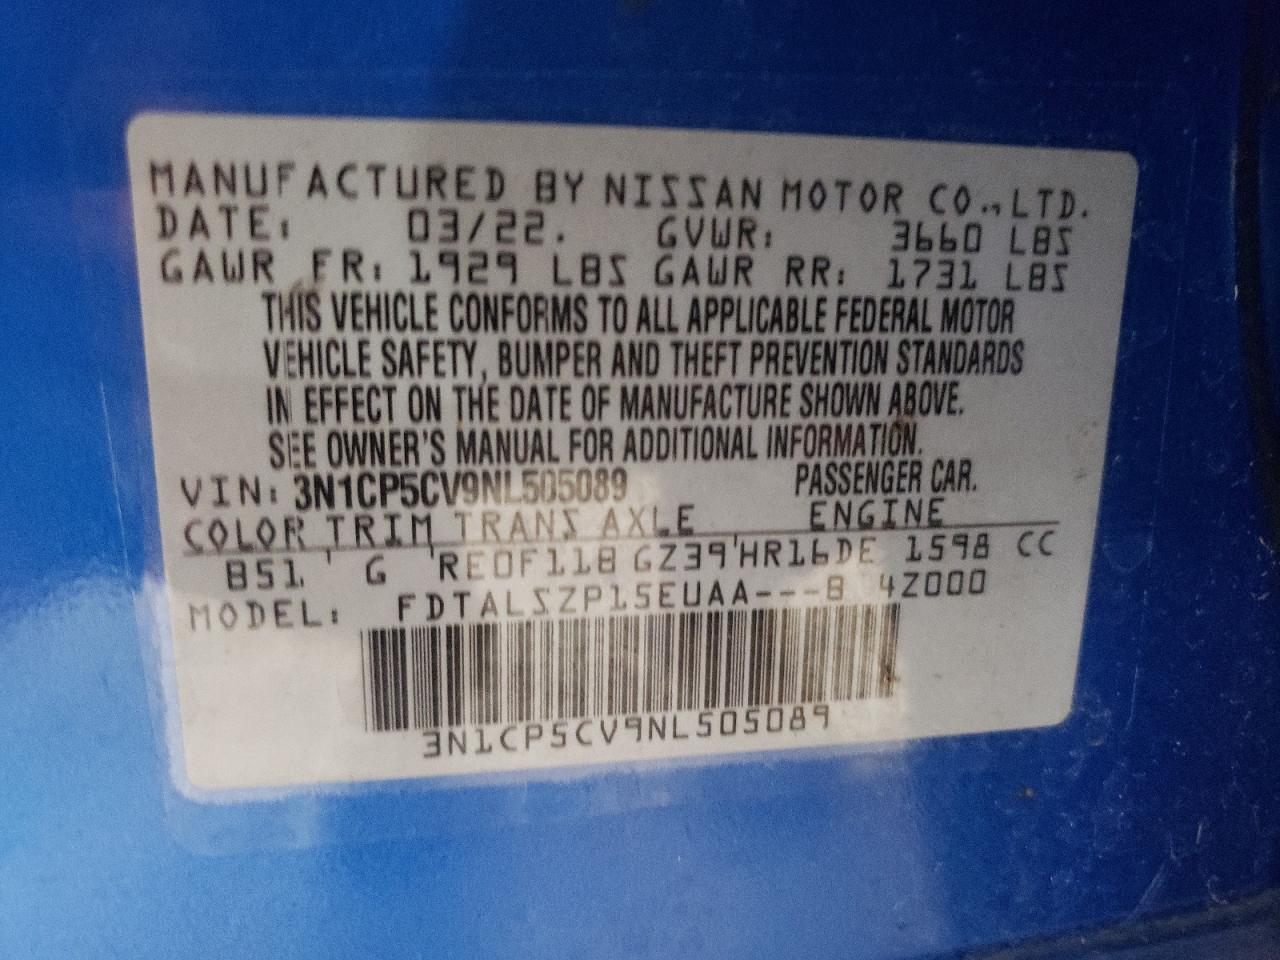 MANUFACTURED BY NISSAN MOTOR CO., LTD.
DATE: 03/22. GVWR: 3660 LBS
GAWR FR: 1929 LBS GAWR RR: 1731 LBS
THIS VEHICLE CONFORMS TO ALL APPLICABLE FEDERAL MOTOR
VEHICLE SAFETY, BUMPER AND THEFT PREVENTION STANDARDS
IN EFFECT ON THE DATE OF MANUFACTURE SHOWN ABOVE.
SEE OWNER'S MANUAL FOR ADDITIONAL INFORMATION.
VIN: 3N1CP5CV9NL505089 PASSENGER CAR.
COLOR TRIM TRANS AXLE ENGINE
B51 ' G 'RE0F11B GZ39'HR16DE 1598 CC
MODEL: FDTALSZP15EUAA---B 4Z000
3N1CP5CV9NL505089